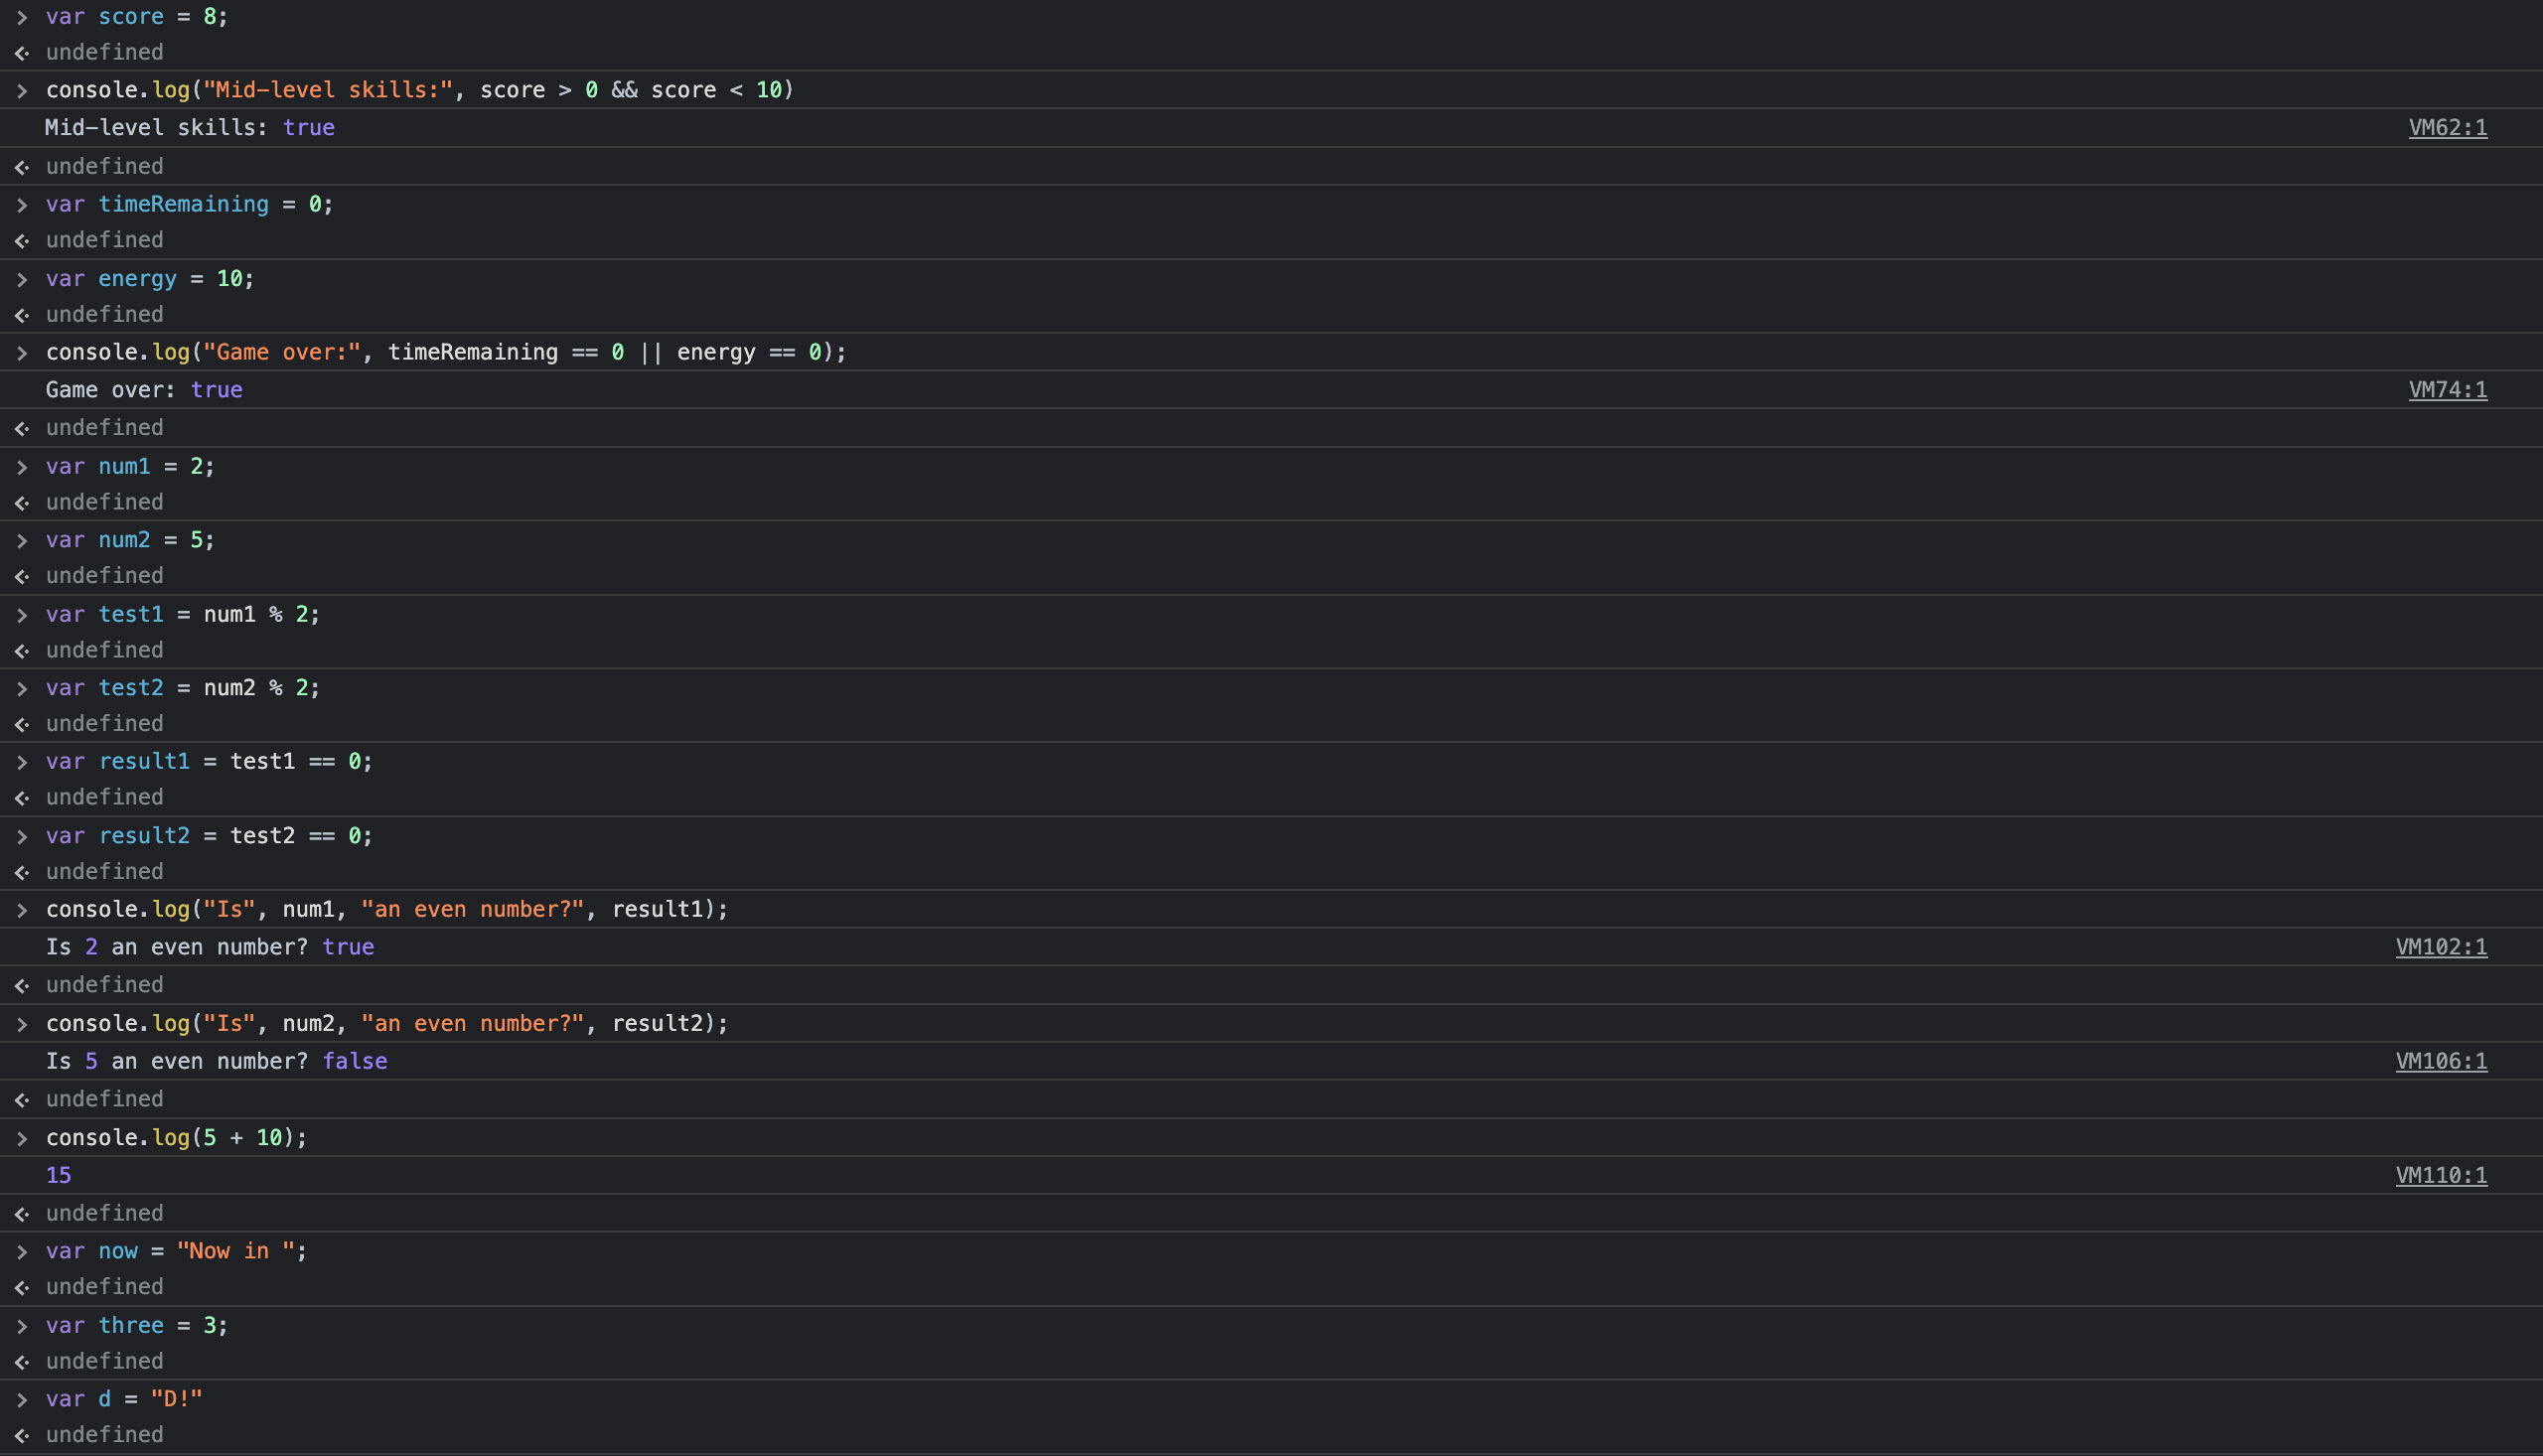 > var score = 8;
<· undefined
> console.log("Mid-level skills:", score > 0 && score < 10)
Mid-level skills: true VM62:1
<· undefined
> var timeRemaining = 0;
<· undefined
> var energy = 10;
<· undefined
> console.log("Game over:", timeRemaining == 0 || energy == 0);
Game over: true VM74:1
<· undefined
> var num1 = 2;
<· undefined
> var num2 = 5;
<· undefined
> var test1 = num1 % 2;
<· undefined
> var test2 = num2 % 2;
<· undefined
> var result1 = test1 == 0;
<· undefined
> var result2 = test2 == 0;
<· undefined
> console.log("Is", num1, "an even number?", result1);
Is 2 an even number? true VM102:1
<· undefined
> console.log("Is", num2, "an even number?", result2);
Is 5 an even number? false VM106:1
<· undefined
> console.log(5 + 10);
15 VM110:1
<· undefined
> var now = "Now in ";
<· undefined
> var three = 3;
<· undefined
> var d = "D!"
<· undefined